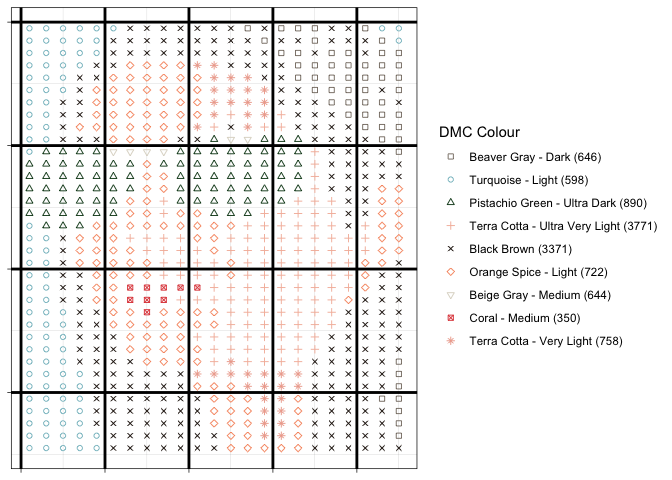 DMC Colour
Beaver Gray - Dark (646)
Turquoise - Light (598)
Pistachio Green - Ultra Dark (890)
Terra Cotta - Ultra Very Light (3771)
Black Brown (3371)
Orange Spice - Light (722)
Beige Gray - Medium (644)
Coral - Medium (350)
Terra Cotta - Very Light (758)